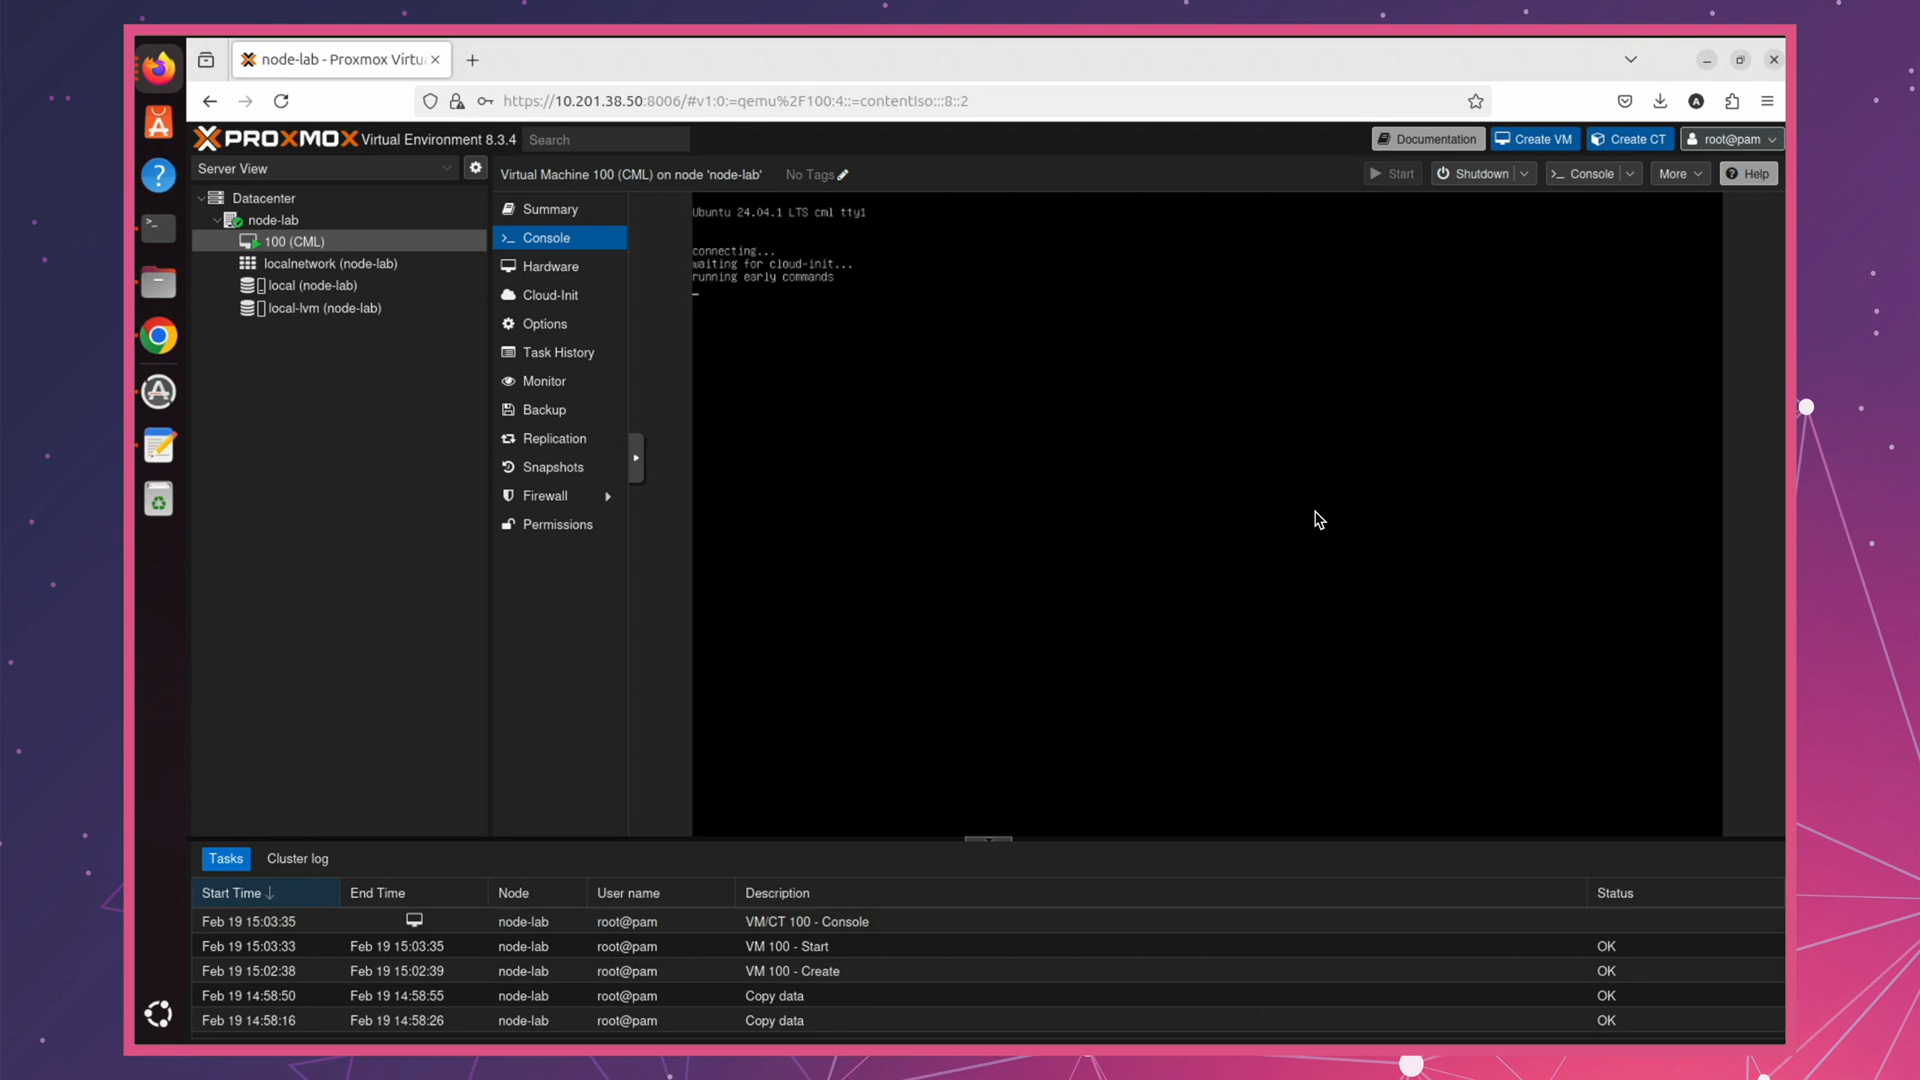 node-lab - Proxmox Virtu
https://10.201.38.50:8006/#v1:0:=qemu%2F100:4::=contentIso:::8::2
PROXMOX Virtual Environment 8.3.4
Search
Documentation
Create VM
Create CT
root@pam
Server View
Virtual Machine 100 (CML) on node 'node-lab'
No Tags
Start
Shutdown
Console
More
Help
Datacenter
node-lab
100 (CML)
localnetwork (node-lab)
local (node-lab)
local-lvm (node-lab)
Summary
Console
Hardware
Cloud-Init
Options
Task History
Monitor
Backup
Replication
Snapshots
Firewall
Permissions
Ubuntu 24.04.1 LTS cml tty1
connecting...
waiting for cloud-init...
running early commands
Tasks
Cluster log
Start Time End Time Node User name Description Status
Feb 19 15:03:35 node-lab root@pam VM/CT 100 - Console
Feb 19 15:03:33 Feb 19 15:03:35 node-lab root@pam VM 100 - Start OK
Feb 19 15:02:38 Feb 19 15:02:39 node-lab root@pam VM 100 - Create OK
Feb 19 14:58:50 Feb 19 14:58:55 node-lab root@pam Copy data OK
Feb 19 14:58:16 Feb 19 14:58:26 node-lab root@pam Copy data OK